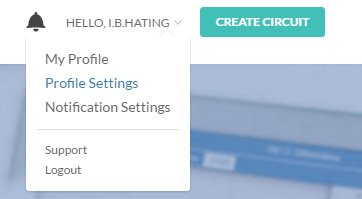 HELLO, I.B.HATING
CREATE CIRCUIT
My Profile
Profile Settings
Notification Settings
Support
Logout